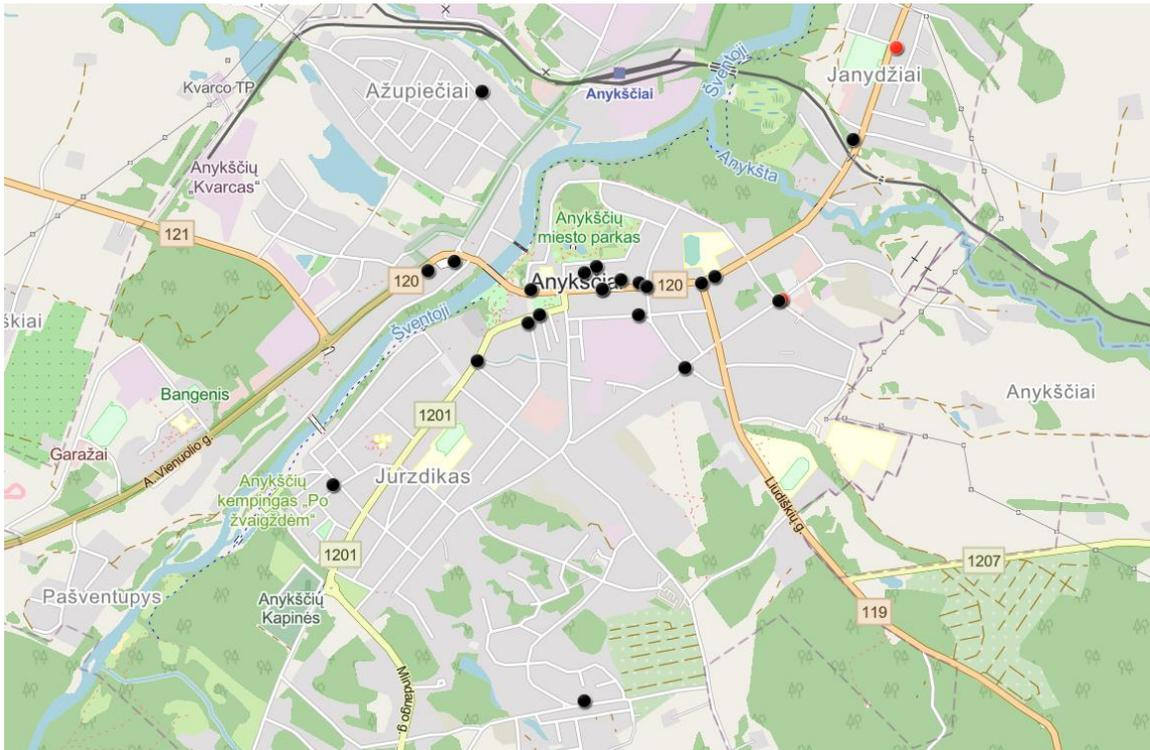 Kvarco TP
Ažupiečiai
Anykščiai
Šventoji
Janydžiai
Anykščių
„Kvarcas“
Anykšta
121
Anykščių
miesto parkas
120
Anykščiai
120
Šventoji
škiai
Bangenis
1201
Anykščiai
Garažai
A. Vienuolio g.
Anykščių
kempingas „Po
žvaigždėm“
Jurzdikas
Liudiškių g.
1201
1207
Pašventupys
Anykščių
Kapinės
119
Mindaugo g.